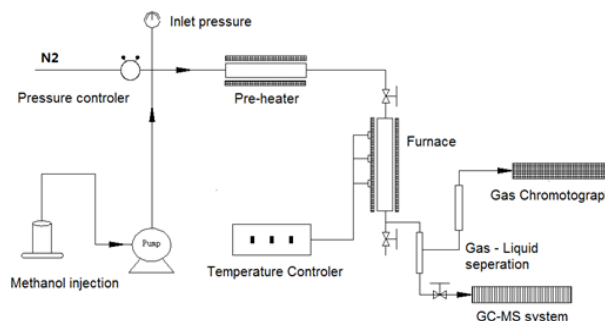 Inlet pressure
N2
Pressure controler
Pre-heater
Furnace
Gas Chromotograp
Pump
Methanol injection
Temperature Controler
Gas - Liquid
seperation
GC-MS system